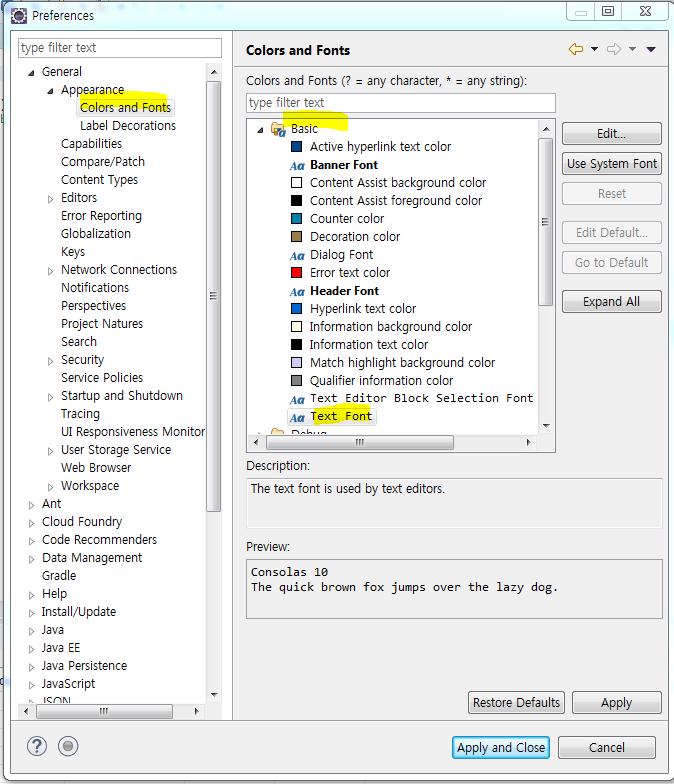 Preferences
type filter text
General
Appearance
Colors and Fonts
Label Decorations
Capabilities
Compare/Patch
Content Types
Editors
Error Reporting
Globalization
Keys
Network Connections
Notifications
Perspectives
Project Natures
Search
Security
Service Policies
Startup and Shutdown
Tracing
UI Responsiveness Monitor
User Storage Service
Web Browser
Workspace
Ant
Cloud Foundry
Code Recommenders
Data Management
Gradle
Help
Install/Update
Java
Java EE
Java Persistence
JavaScript
JSON
Colors and Fonts
Colors and Fonts (? = any character, * = any string):
type filter text
Basic
Active hyperlink text color
Aa Banner Font
Content Assist background color
Content Assist foreground color
Counter color
Decoration color
Aa Dialog Font
Error text color
Aa Header Font
Hyperlink text color
Information background color
Information text color
Match highlight background color
Qualifier information color
Aa Text Editor Block Selection Font
Aa Text Font
Debug
Edit...
Use System Font
Reset
Edit Default...
Go to Default
Expand All
Description:
The text font is used by text editors.
Preview:
Consolas 10
The quick brown fox jumps over the lazy dog.
Restore Defaults
Apply
?
Apply and Close
Cancel